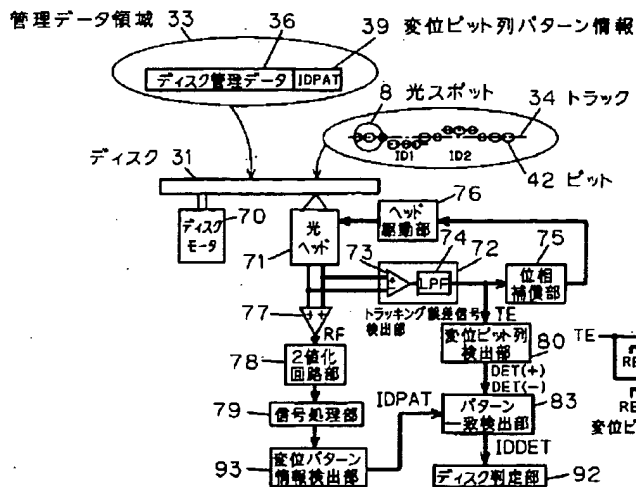 管理データ領域 33
36
39 変位ピット列パターン情報
ディスク管理データ IDPAT
8 光スポット
34 トラック
ID1 ID2
42 ピット
ディスク 31
76
ヘッド
駆動部
70
ディスク
モータ
71
光
ヘッド
73
74
72
LPF
75
位相
補償部
トラッキング誤差信号
検出部
TE
77
RF
78
2値化
回路部
変位ピット列
検出部
80
DET(+)
DET(-)
79
信号処理部
IDPAT
パターン
一致検出部
83
IDDET
93
変位パターン
情報検出部
ディスク判定部
92
TE
RE
RE
変位ピ